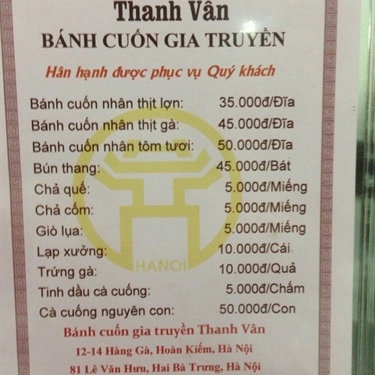 Thanh Vân
BÁNH CUỐN GIA TRUYỀN
Hân hạnh được phục vụ Quý khách
Bánh cuốn nhân thịt lợn: 35.000đ/Đĩa
Bánh cuốn nhân thịt gà: 45.000đ/Đĩa
Bánh cuốn nhân tôm tươi: 50.000đ/Đĩa
Bún thang: 45.000đ/Bát
Chả quế: 5.000đ/Miếng
Chả cốm: 5.000đ/Miếng
Giò lụa: 5.000đ/Miếng
Lạp xưởng: 10.000đ/Cái
HANOI
Trứng gà: 10.000đ/Quả
Tinh dầu cà cuống: 5.000đ/Chấm
Cà cuống nguyên con: 50.000đ/Con
Bánh cuốn gia truyền Thanh Vân
12-14 Hàng Gà, Hoàn Kiếm, Hà Nội
81 Lê Văn Hưu, Hai Bà Trưng, Hà Nội